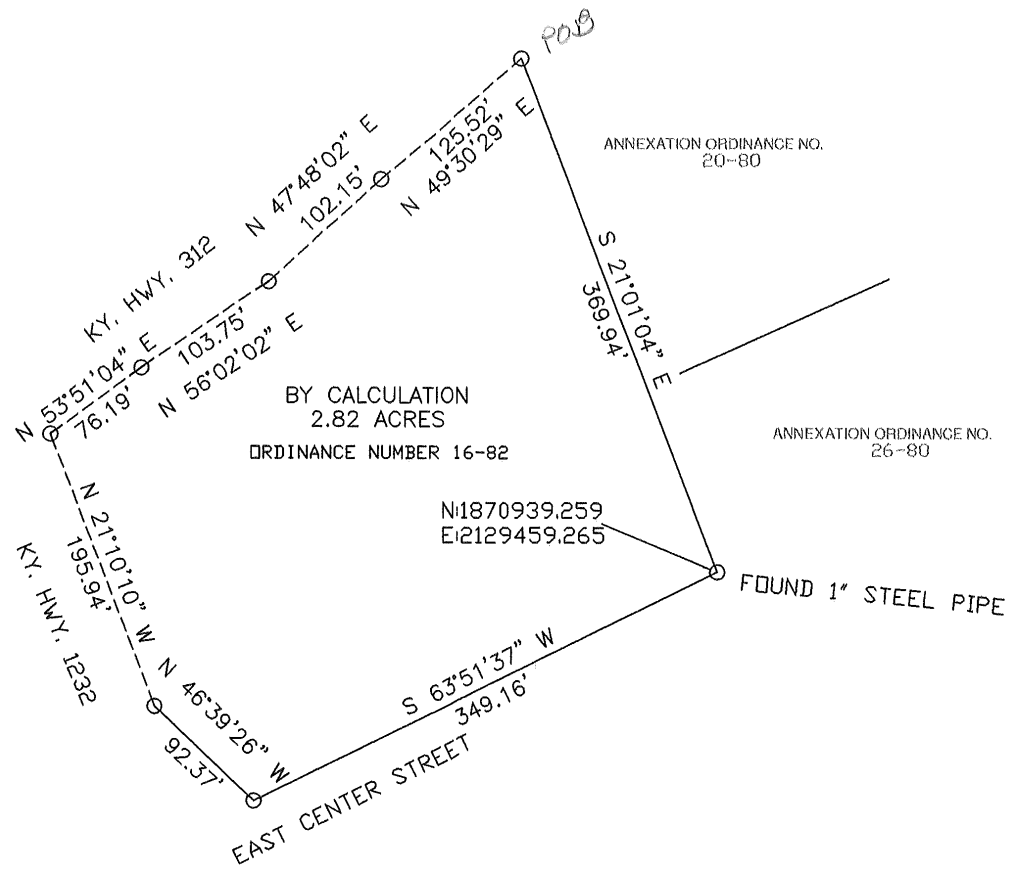 POB
N 47°48'02" E
102.15'
125.52'
N 49°30'29" E
ANNEXATION ORDINANCE NO.
20-80
KY. HWY. 312
S 21°01'04" E
369.94'
N 53°51'04" E
76.19'
103.75'
N 56°02'02" E
BY CALCULATION
2.82 ACRES
ORDINANCE NUMBER 16-82
ANNEXATION ORDINANCE NO.
26-80
N:1870939.259
E:2129459.265
FOUND 1" STEEL PIPE
N 21°10'10" W
195.94'
KY. HWY. 1232
N 46°39'26" W
92.37'
S 63°51'37" W
349.16'
EAST CENTER STREET